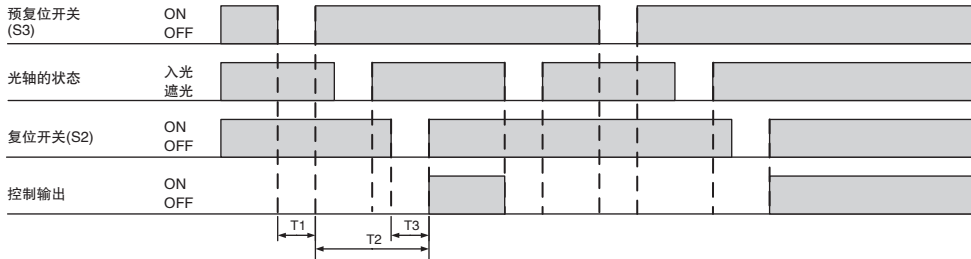 预复位开关 ON
(S3) OFF
光轴的状态 入光
遮光
复位开关(S2) ON
OFF
控制输出 ON
OFF
T1
T3
T2